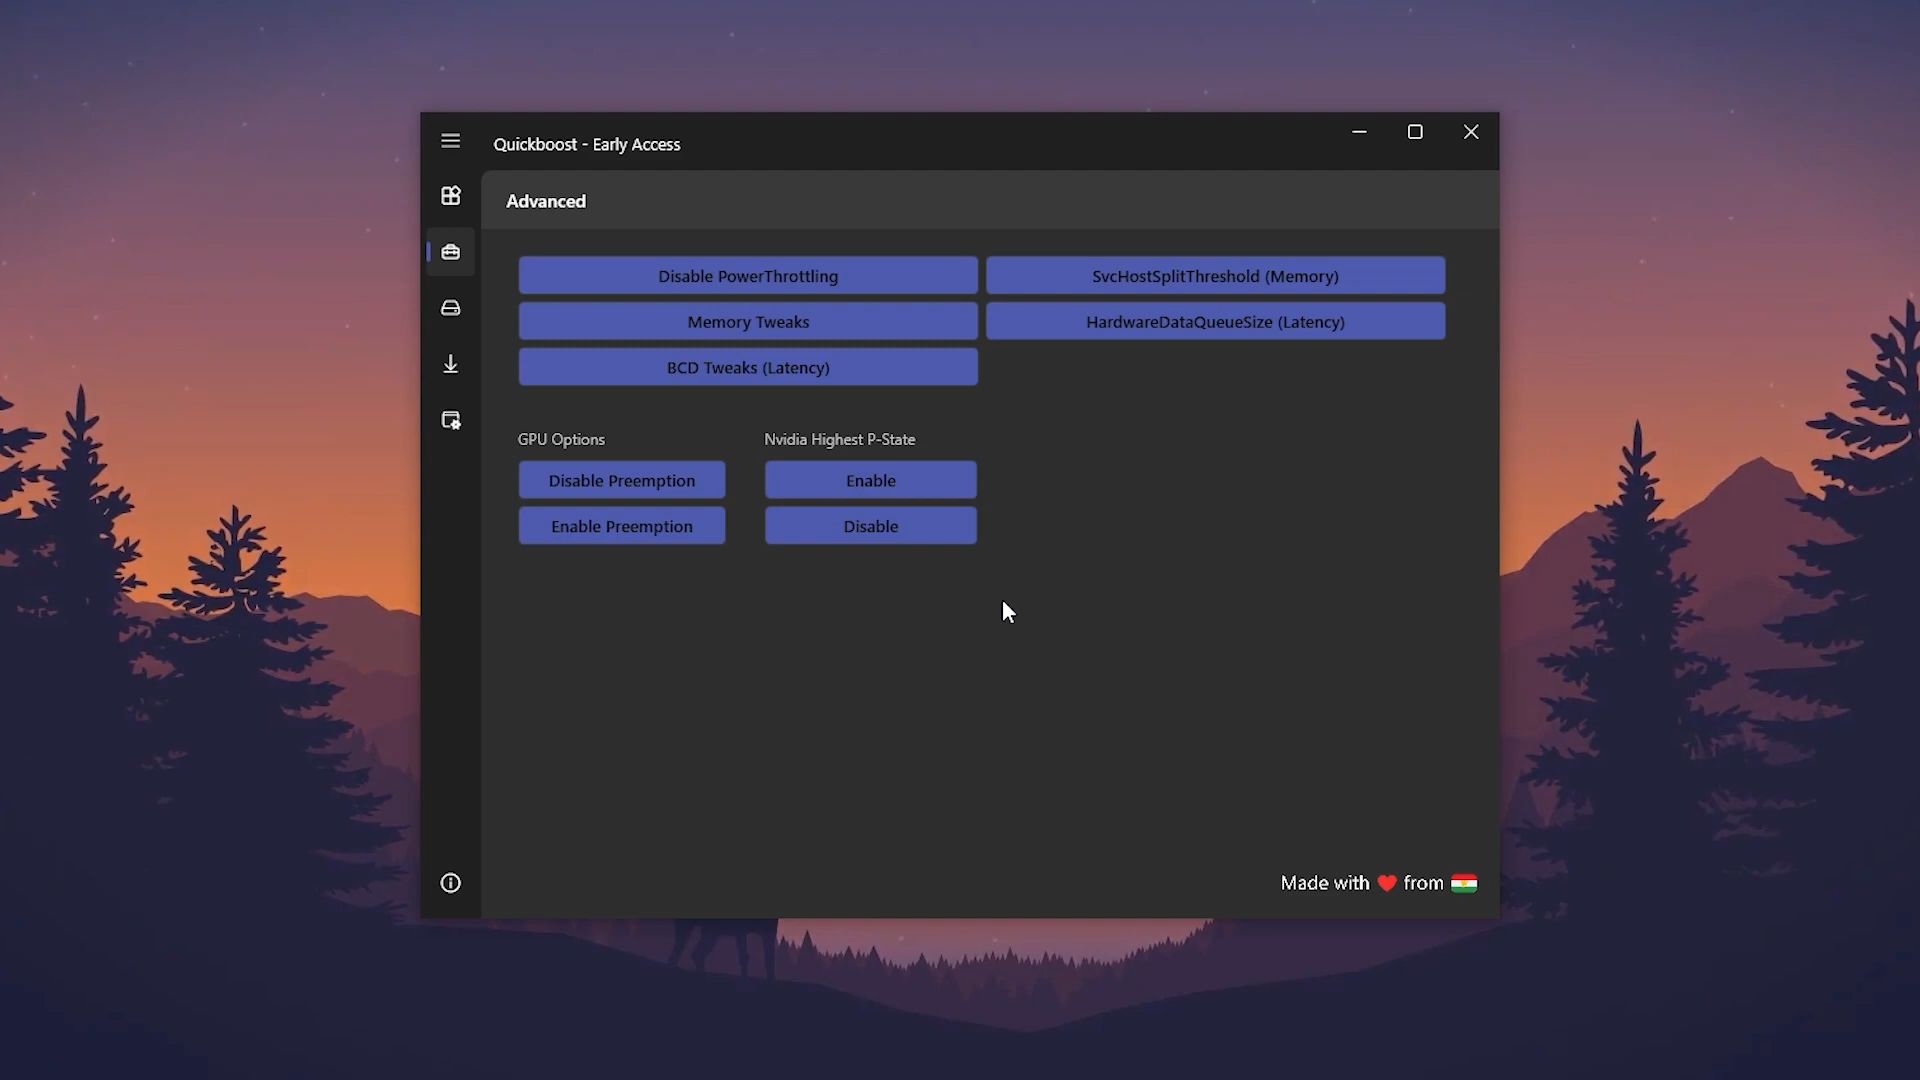 Quickboost - Early Access
Advanced
Disable PowerThrottling
SvcHostSplitThreshold (Memory)
Memory Tweaks
HardwareDataQueueSize (Latency)
BCD Tweaks (Latency)
GPU Options
Nvidia Highest P-State
Disable Preemption
Enable
Enable Preemption
Disable
Made with ❤️ from